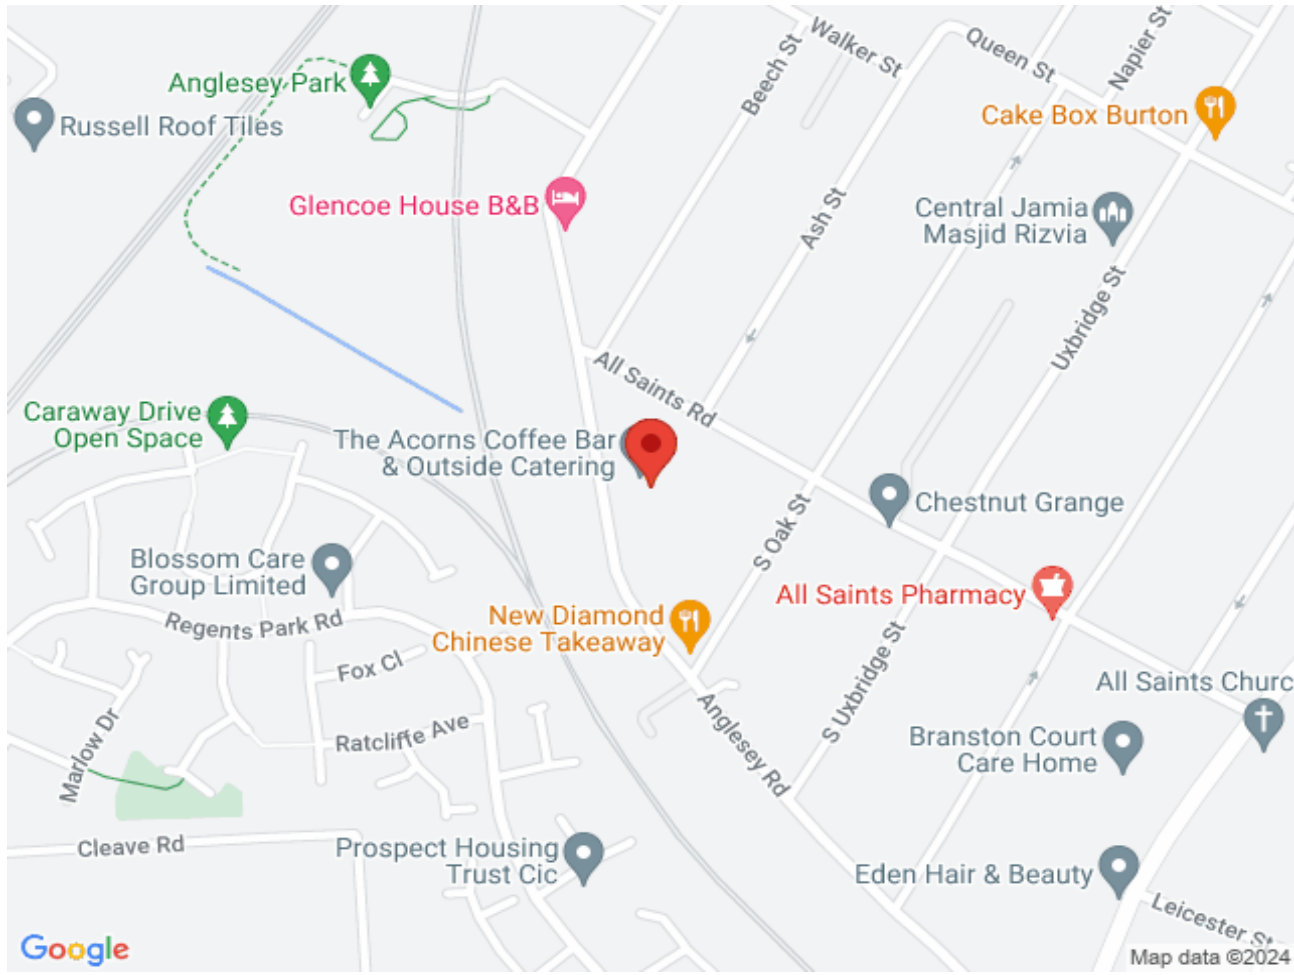 Walker St
Queen St
Napier St
Beech St
Anglesey Park
Russell Roof Tiles
Cake Box Burton
Glencoe House B&B
Ash St
Central Jamia
Masjid Rizvia
Uxbridge St
All Saints Rd
Caraway Drive
Open Space
The Acorns Coffee Bar
& Outside Catering
Chestnut Grange
S Oak St
Blossom Care
Group Limited
All Saints Pharmacy
Regents Park Rd
New Diamond
Chinese Takeaway
Fox Cl
S Uxbridge St
All Saints Churc
Marlow Dr
Ratcliffe Ave
Anglesey Rd
Branston Court
Care Home
Cleave Rd
Prospect Housing
Trust Cic
Eden Hair & Beauty
Leicester St
Google
Map data ©2024